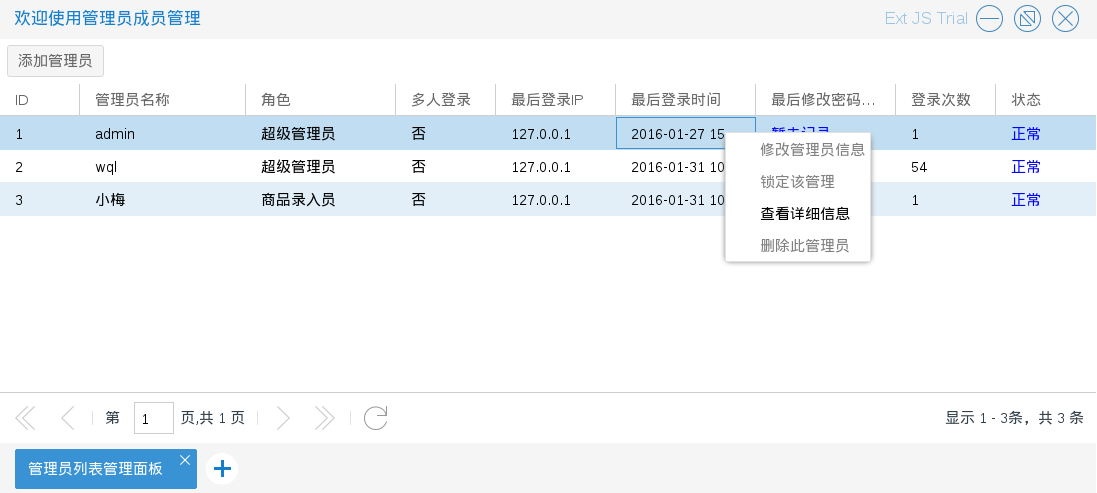 欢迎使用管理员成员管理 Ext JS Trial
添加管理员
ID 管理员名称 角色 多人登录 最后登录IP 最后登录时间 最后修改密码... 登录次数 状态
1 admin 超级管理员 否 127.0.0.1 2016-01-27 15 1 正常
修改管理员信息
2 wql 超级管理员 否 127.0.0.1 2016-01-31 10 54 正常
锁定该管理
3 小梅 商品录入员 否 127.0.0.1 2016-01-31 10 1 正常
查看详细信息
删除此管理员
第 1 页,共 1 页 显示 1 - 3条，共 3 条
管理员列表管理面板